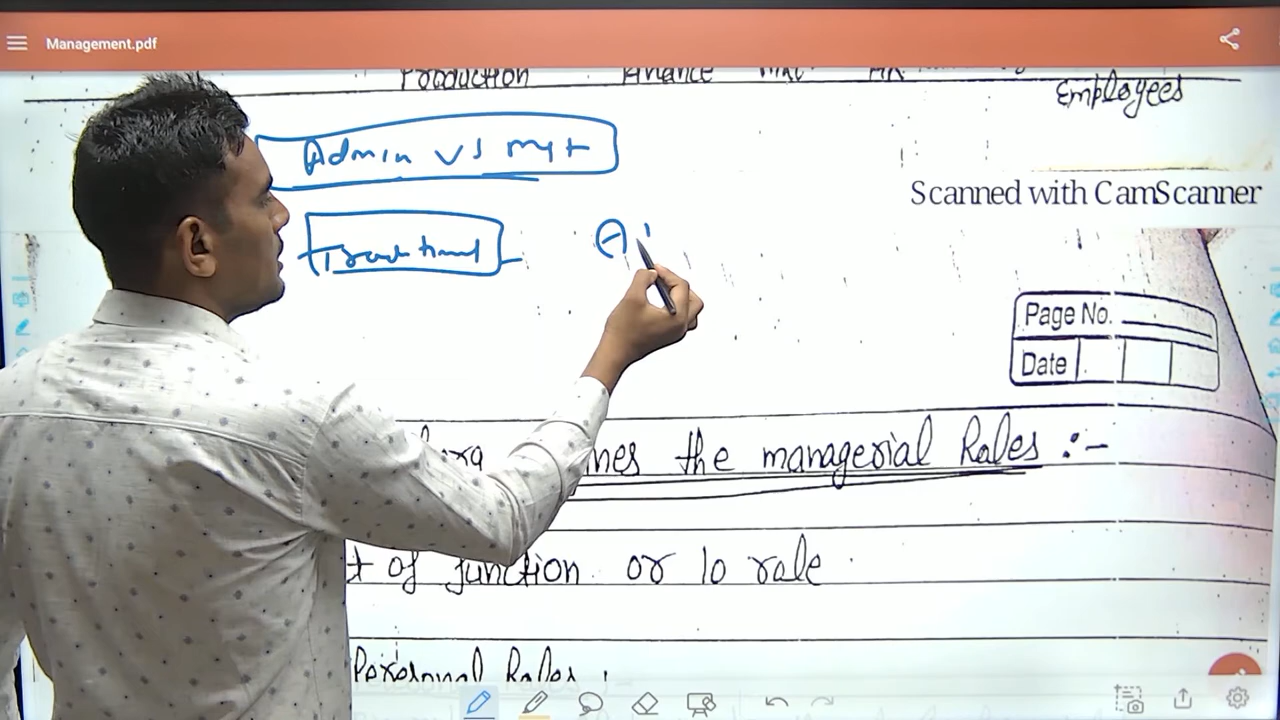 Management.pdf
Production Finance MKt HR
Employees
Admin vs mgt
Scanned with CamScanner
Traditional A
Page No.
Date
the managerial Roles :-
of function or 10 role
Personal Roles :